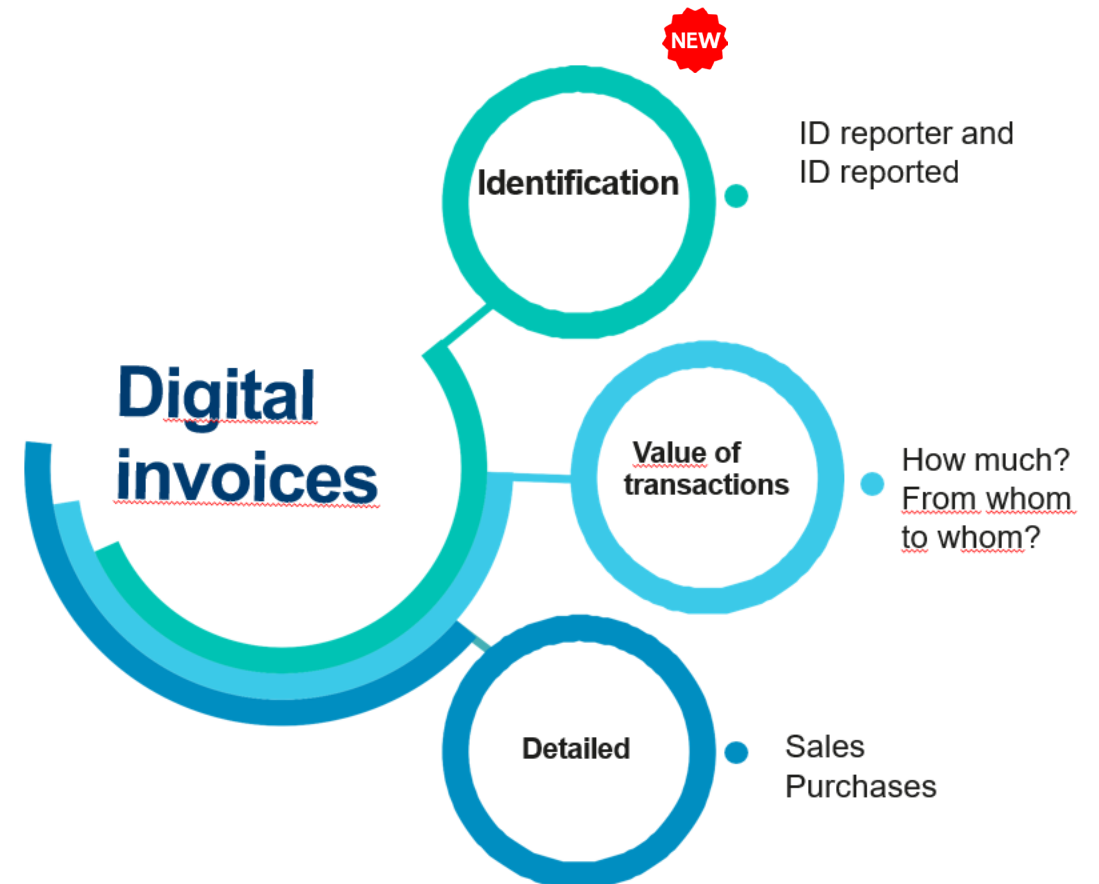 NEW
Identification
ID reporter and
ID reported
Digital
invoices
Value of
transactions
How much?
From whom
to whom?
Detailed
Sales
Purchases